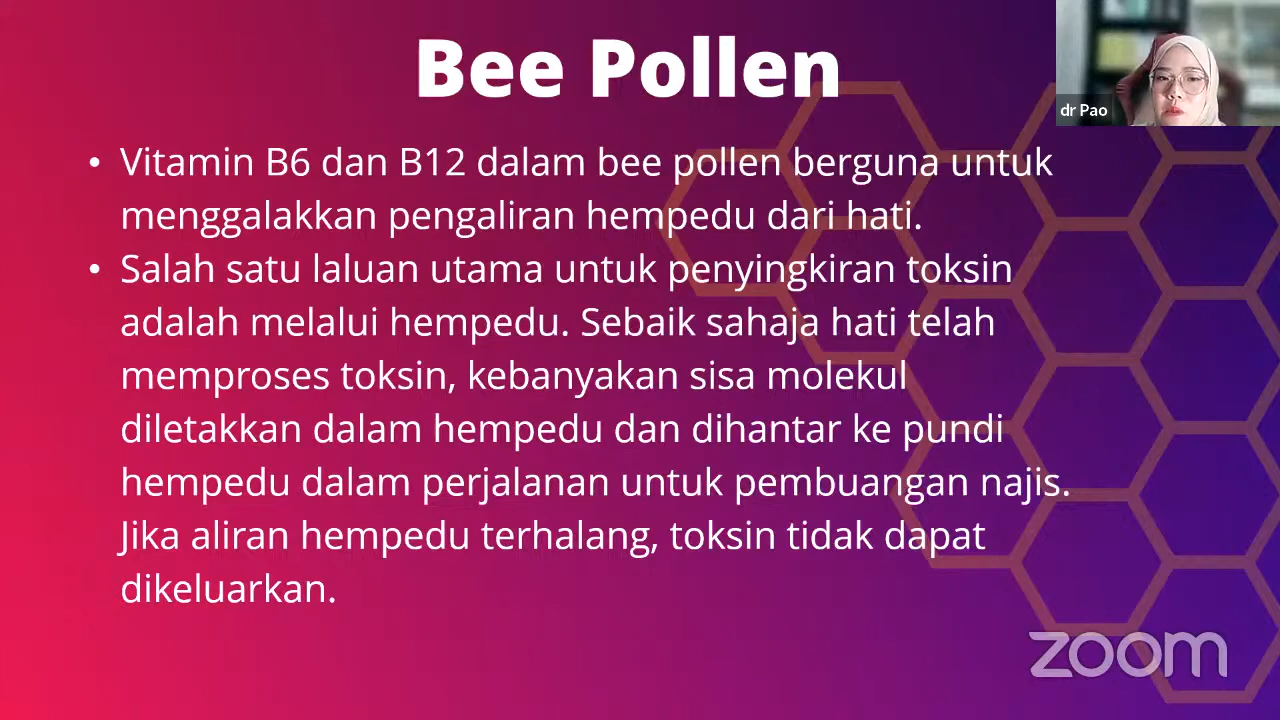 Bee Pollen
dr Pao
• Vitamin B6 dan B12 dalam bee pollen berguna untuk
menggalakkan pengaliran hempedu dari hati.
• Salah satu laluan utama untuk penyingkiran toksin
adalah melalui hempedu. Sebaik sahaja hati telah
memproses toksin, kebanyakan sisa molekul
diletakkan dalam hempedu dan dihantar ke pundi
hempedu dalam perjalanan untuk pembuangan najis.
Jika aliran hempedu terhalang, toksin tidak dapat
dikeluarkan.
zoom